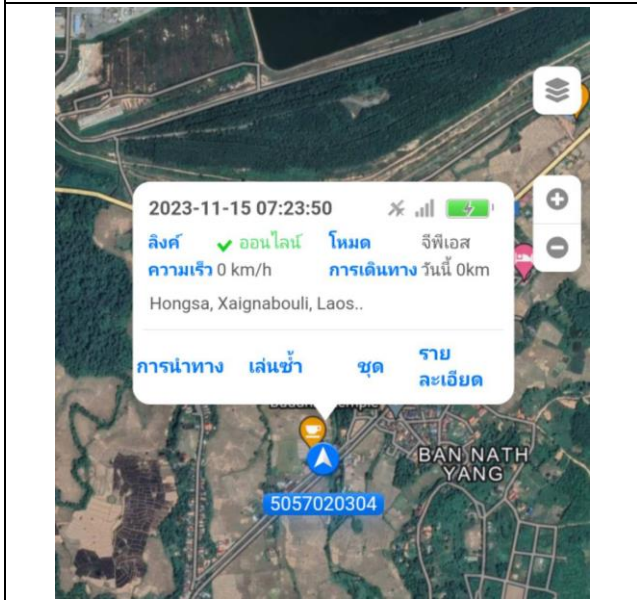 2023-11-15 07:23:50
ลิงค์ ออนไลน์ โหมด จีพีเอส
ความเร็ว 0 km/h การเดินทาง วันนี้ 0km
Hongsa, Xaignabouli, Laos..
การนำทาง เล่นซ้ำ ชุด ราย
ละเอียด
BAN NATH
YANG
5057020304